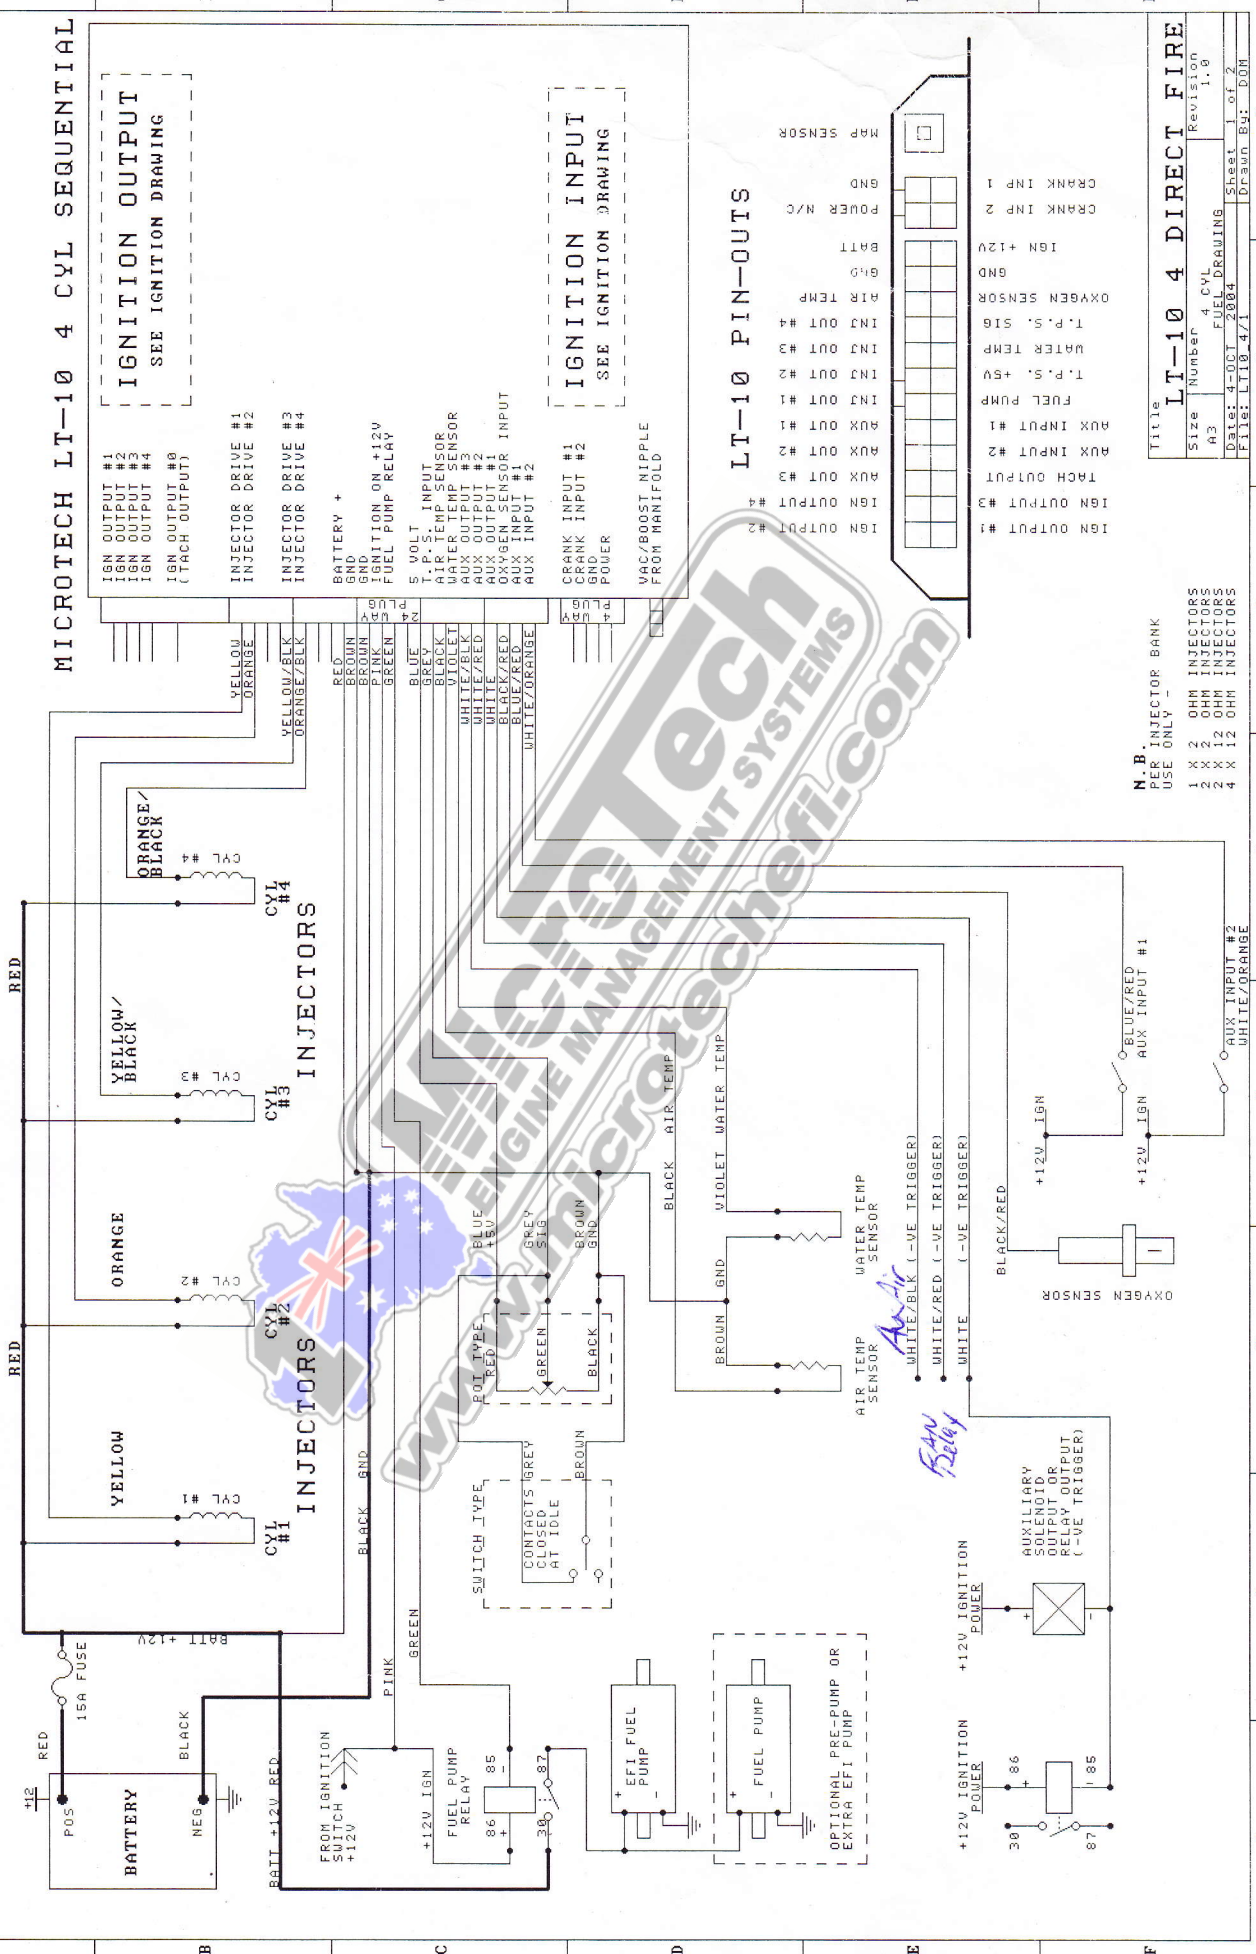 MICROTECH LT-10 4 CYL SEQUENTIAL
IGNITION OUTPUT
SEE IGNITION DRAWING
IGNITION INPUT
SEE IGNITION DRAWING
IGN OUTPUT #1
IGN OUTPUT #2
IGN OUTPUT #3
IGN OUTPUT #4
IGN OUTPUT #0
(TACH OUTPUT)
INJECTOR DRIVE #1
INJECTOR DRIVE #2
INJECTOR DRIVE #3
INJECTOR DRIVE #4
BATTERY +
GND
GND
IGNITION ON +12V
FUEL PUMP RELAY
5 VOLT
T.P.S. INPUT
AIR TEMP SENSOR
WATER TEMP SENSOR
AUX OUTPUT #3
AUX OUTPUT #2
AUX OUTPUT #1
OXYGEN SENSOR INPUT
AUX INPUT #1
AUX INPUT #2
CRANK INPUT #1
CRANK INPUT #2
GND
POWER
VAC/BOOST NIPPLE
FROM MANIFOLD
24 WAY
PLUG
4 WAY
PLUG
YELLOW
ORANGE
YELLOW/BLK
ORANGE/BLK
RED
BROWN
BROWN
PINK
GREEN
BLUE
GREY
BLACK
VIOLET
WHITE/BLK
WHITE/RED
WHITE
BLACK/RED
BLUE/RED
WHITE/ORANGE
RED
RED
YELLOW
ORANGE
YELLOW/
BLACK
ORANGE/
BLACK
CYL #1
CYL #2
CYL #3
CYL #4
CYL
#1
CYL
#2
CYL
#3
CYL
#4
INJECTORS
INJECTORS
+12
POS
RED
15A FUSE
BATTERY
NEG
BLACK
BATT +12V
BATT +12V RED
BLACK GND
FROM IGNITION
SWITCH
+12V
PINK
GREEN
+12V IGN
FUEL PUMP
RELAY
86
+
85
-
30
87
EFI FUEL
PUMP
+
-
FUEL PUMP
+
-
OPTIONAL PRE-PUMP OR
EXTRA EFI PUMP
SWITCH TYPE
CONTACTS
CLOSED
AT IDLE
GREY
BROWN
POT TYPE
RED
GREEN
BLACK
BLUE
+5V
GREY
SIG
BROWN
GND
BLACK AIR TEMP
VIOLET WATER TEMP
BROWN GND
AIR TEMP
SENSOR
WATER TEMP
SENSOR
Aux Air
WHITE/BLK (-VE TRIGGER)
WHITE/RED (-VE TRIGGER)
WHITE (-VE TRIGGER)
FAN
Relay
BLACK/RED
OXYGEN SENSOR
+12V IGN
BLUE/RED
AUX INPUT #1
+12V IGN
AUX INPUT #2
WHITE/ORANGE
+12V IGNITION
POWER
AUXILIARY
SOLENOID
OUTPUT OR
RELAY OUTPUT
(-VE TRIGGER)
+
-
+12V IGNITION
POWER
30
86
+
87
-85
LT-10 PIN-OUTS
MAP SENSOR
GND
POWER N/C
BATT
GND
AIR TEMP
INJ OUT #4
INJ OUT #3
INJ OUT #2
INJ OUT #1
AUX OUT #1
AUX OUT #2
AUX OUT #3
IGN OUTPUT #4
IGN OUTPUT #2
CRANK INP 1
CRANK INP 2
IGN +12V
GND
OXYGEN SENSOR
T.P.S. SIG
WATER TEMP
T.P.S. +5V
FUEL PUMP
AUX INPUT #1
AUX INPUT #2
TACH OUTPUT
IGN OUTPUT #3
IGN OUTPUT #1
N.B.
PER INJECTOR BANK
USE ONLY -
1 X 2 OHM INJECTORS
2 X 2 OHM INJECTORS
2 X 12 OHM INJECTORS
4 X 12 OHM INJECTORS
Title
LT-10 4 DIRECT FIRE
Size
A3
Number
4 CYL
FUEL DRAWING
Revision
1.0
Date: 4-OCT 2004
Sheet 1 of 2
File: LT10_4/1
Drawn By: DOM
MicroTech
ENGINE MANAGEMENT SYSTEMS
www.microtechefi.com
B
C
D
E
F